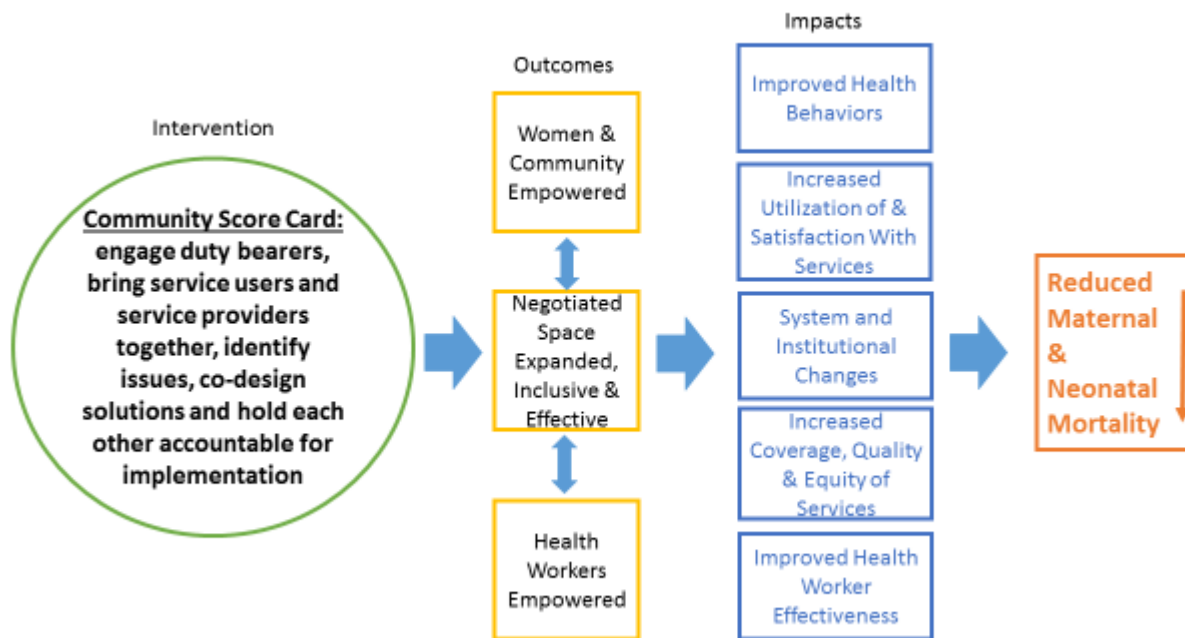 Intervention
Community Score Card:
engage duty bearers,
bring service users and
service providers
together, identify
issues, co-design
solutions and hold each
other accountable for
implementation
Outcomes
Women &
Community
Empowered
Negotiated
Space
Expanded,
Inclusive &
Effective
Health
Workers
Empowered
Impacts
Improved Health
Behaviors
Increased
Utilization of &
Satisfaction With
Services
System and
Institutional
Changes
Increased
Coverage, Quality
& Equity of
Services
Improved Health
Worker
Effectiveness
Reduced
Maternal
&
Neonatal
Mortality